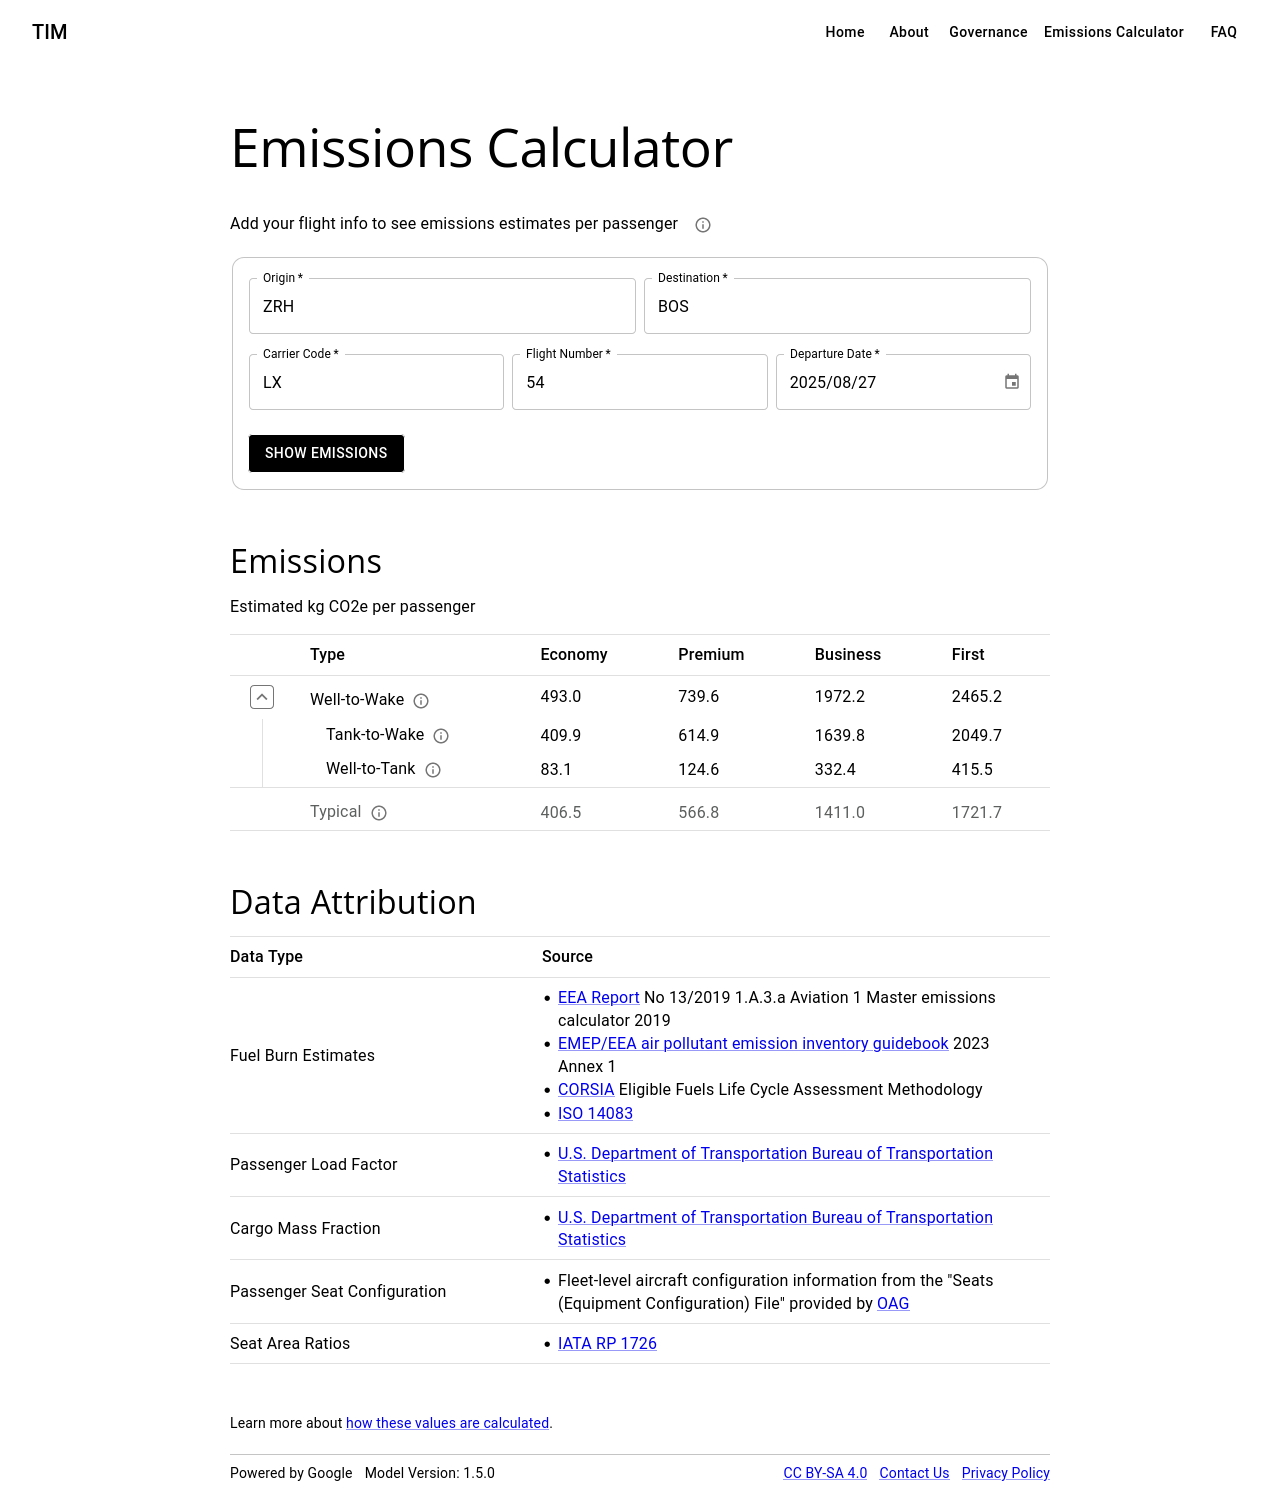 TIM
Home About Governance Emissions Calculator FAQ
Emissions Calculator
Add your flight info to see emissions estimates per passenger
Origin * Destination *
ZRH BOS
Carrier Code * Flight Number * Departure Date *
LX 54 2025/08/27
SHOW EMISSIONS
Emissions
Estimated kg CO2e per passenger
Type Economy Premium Business First
Well-to-Wake 493.0 739.6 1972.2 2465.2
Tank-to-Wake 409.9 614.9 1639.8 2049.7
Well-to-Tank 83.1 124.6 332.4 415.5
Typical 406.5 566.8 1411.0 1721.7
Data Attribution
Data Type Source
Fuel Burn Estimates
• EEA Report No 13/2019 1.A.3.a Aviation 1 Master emissions
calculator 2019
• EMEP/EEA air pollutant emission inventory guidebook 2023
Annex 1
• CORSIA Eligible Fuels Life Cycle Assessment Methodology
• ISO 14083
Passenger Load Factor
• U.S. Department of Transportation Bureau of Transportation
Statistics
Cargo Mass Fraction
• U.S. Department of Transportation Bureau of Transportation
Statistics
Passenger Seat Configuration
• Fleet-level aircraft configuration information from the "Seats
(Equipment Configuration) File" provided by OAG
Seat Area Ratios
• IATA RP 1726
Learn more about how these values are calculated.
Powered by Google Model Version: 1.5.0 CC BY-SA 4.0 Contact Us Privacy Policy